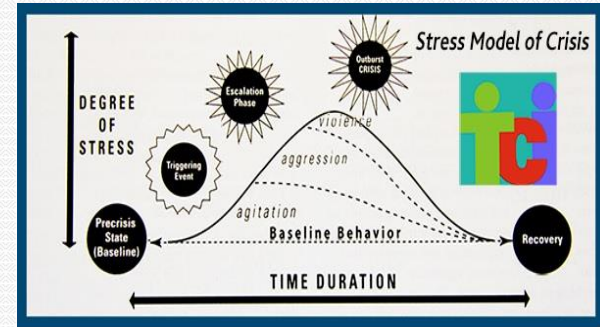 Stress Model of Crisis
DEGREE
OF
STRESS
Outburst
CRISIS
Escalation
Phase
Triggering
Event
violence
aggression
agitation
Precrisis
State
(Baseline)
Baseline Behavior
Recovery
TIME DURATION
TCI